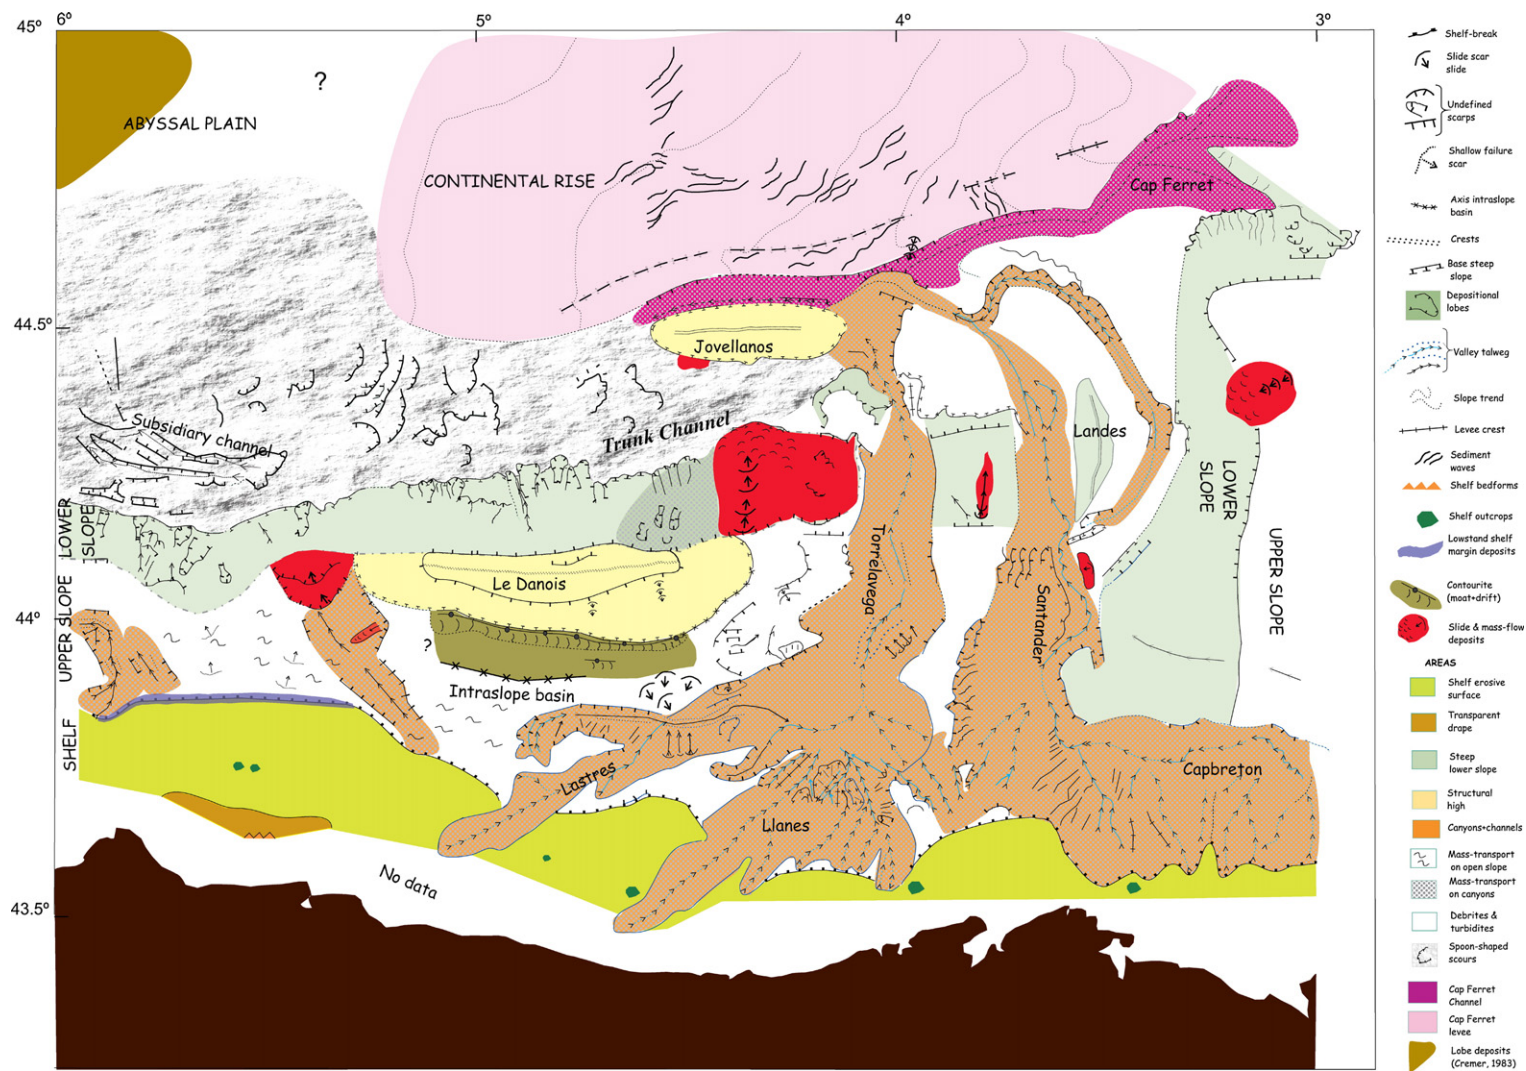 6º
5º
4º
3º
45º
44.5º
44º
43.5º
?
ABYSSAL PLAIN
CONTINENTAL RISE
Cap Ferret
Jovellanos
Trunk Channel
Subsidiary channel
Landes
LOWER
SLOPE
UPPER SLOPE
LOWER
SLOPE
UPPER SLOPE
SHELF
Le Danois
?
Intraslope basin
Torrelavega
Santander
Lastres
Llanes
Capbreton
No data
Shelf-break
Slide scar
slide
Undefined
scarps
Shallow failure
scar
Axis intraslope
basin
Crests
Base steep
slope
Depositional
lobes
Valley talweg
Slope trend
Levee crest
Sediment
waves
Shelf bedforms
Shelf outcrops
Lowstand shelf
margin deposits
Contourite
(moat+drift)
Slide & mass-flow
deposits
AREAS
Shelf erosive
surface
Transparent
drape
Steep
lower slope
Structural
high
Canyons+channels
Mass-transport
on open slope
Mass-transport
on canyons
Debrites &
turbidites
Spoon-shaped
scours
Cap Ferret
Channel
Cap Ferret
levee
Lobe deposits
(Cremer, 1983)